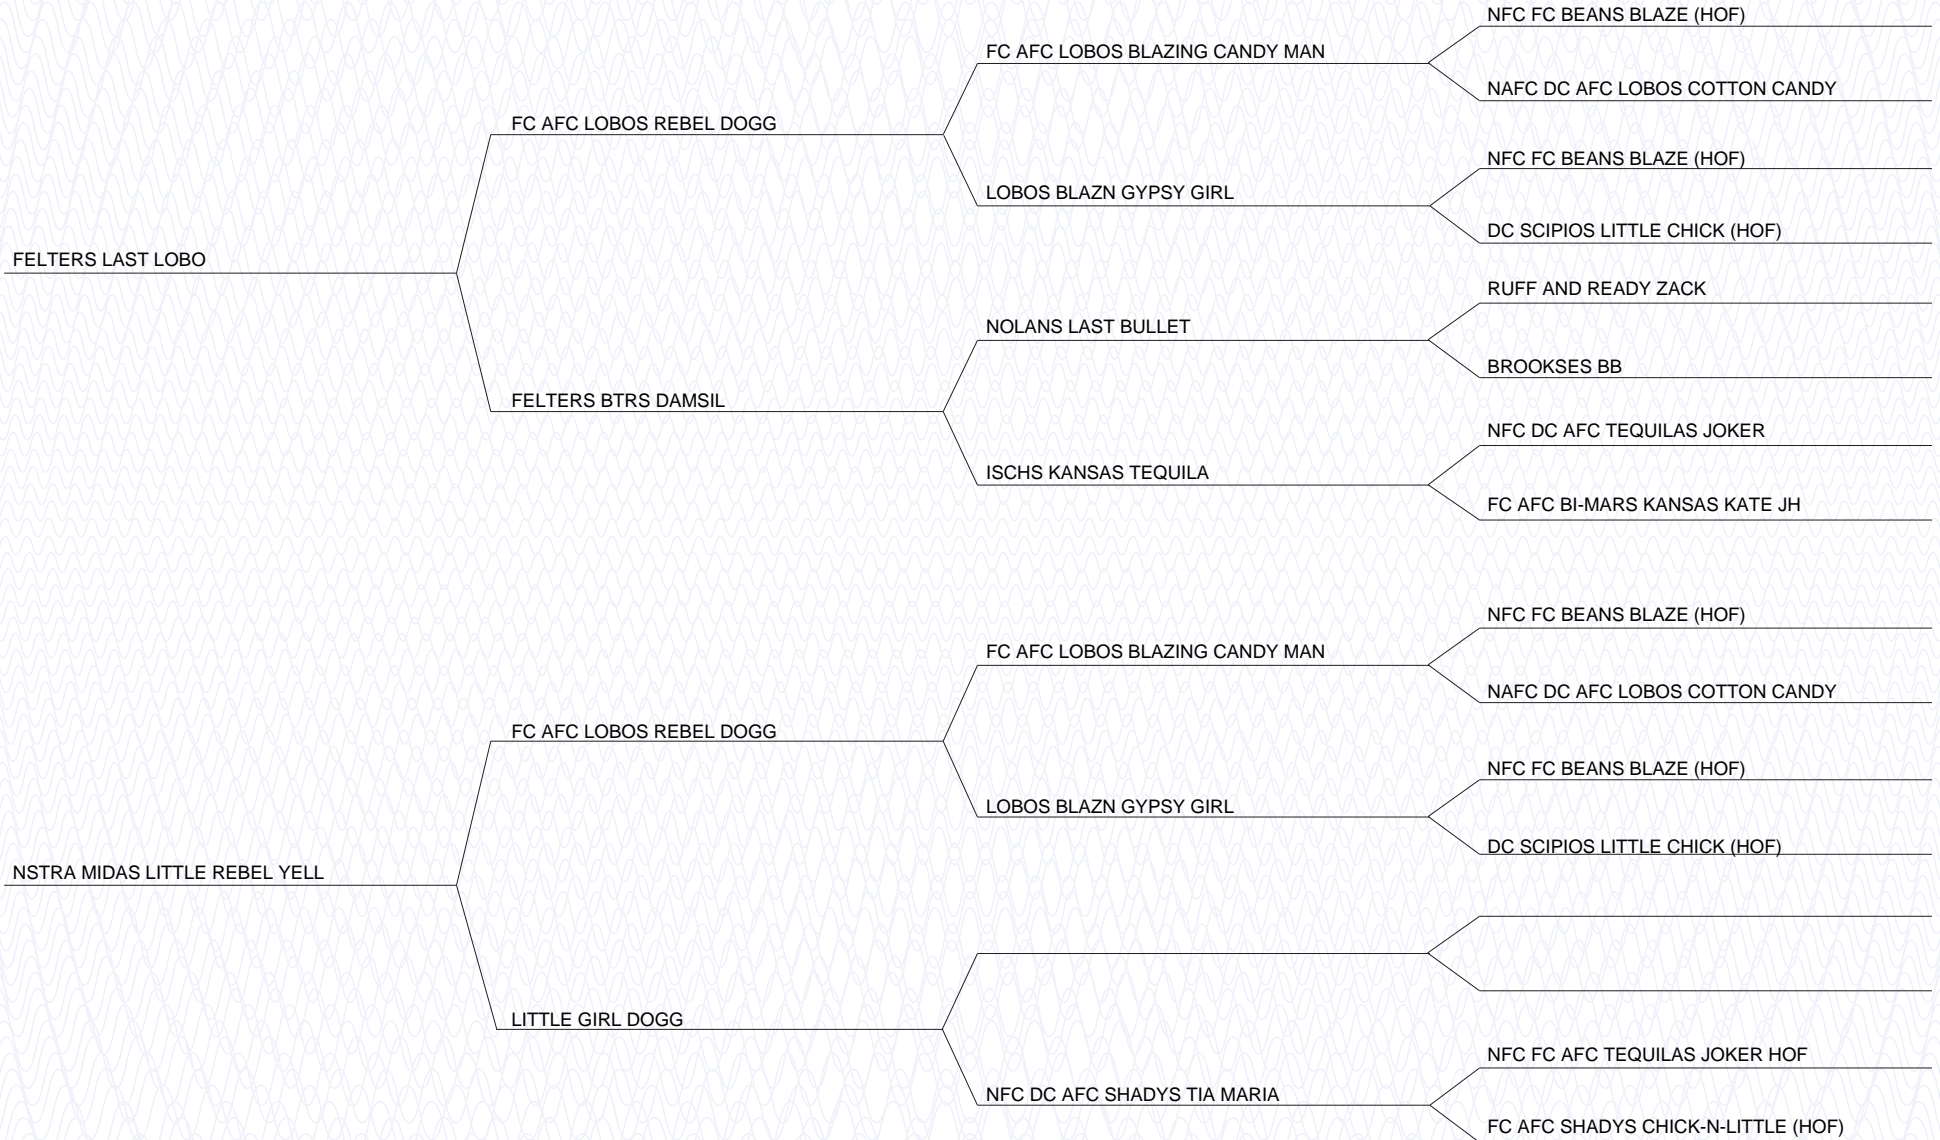 NFC FC BEANS BLAZE (HOF)
FC AFC LOBOS BLAZING CANDY MAN
NAFC DC AFC LOBOS COTTON CANDY
FC AFC LOBOS REBEL DOGG
NFC FC BEANS BLAZE (HOF)
LOBOS BLAZN GYPSY GIRL
DC SCIPIOS LITTLE CHICK (HOF)
FELTERS LAST LOBO
RUFF AND READY ZACK
NOLANS LAST BULLET
BROOKSES BB
FELTERS BTRS DAMSIL
NFC DC AFC TEQUILAS JOKER
ISCHS KANSAS TEQUILA
FC AFC BI-MARS KANSAS KATE JH
NFC FC BEANS BLAZE (HOF)
FC AFC LOBOS BLAZING CANDY MAN
NAFC DC AFC LOBOS COTTON CANDY
FC AFC LOBOS REBEL DOGG
NFC FC BEANS BLAZE (HOF)
LOBOS BLAZN GYPSY GIRL
DC SCIPIOS LITTLE CHICK (HOF)
NSTRA MIDAS LITTLE REBEL YELL
LITTLE GIRL DOGG
NFC FC AFC TEQUILAS JOKER HOF
NFC DC AFC SHADYS TIA MARIA
FC AFC SHADYS CHICK-N-LITTLE (HOF)